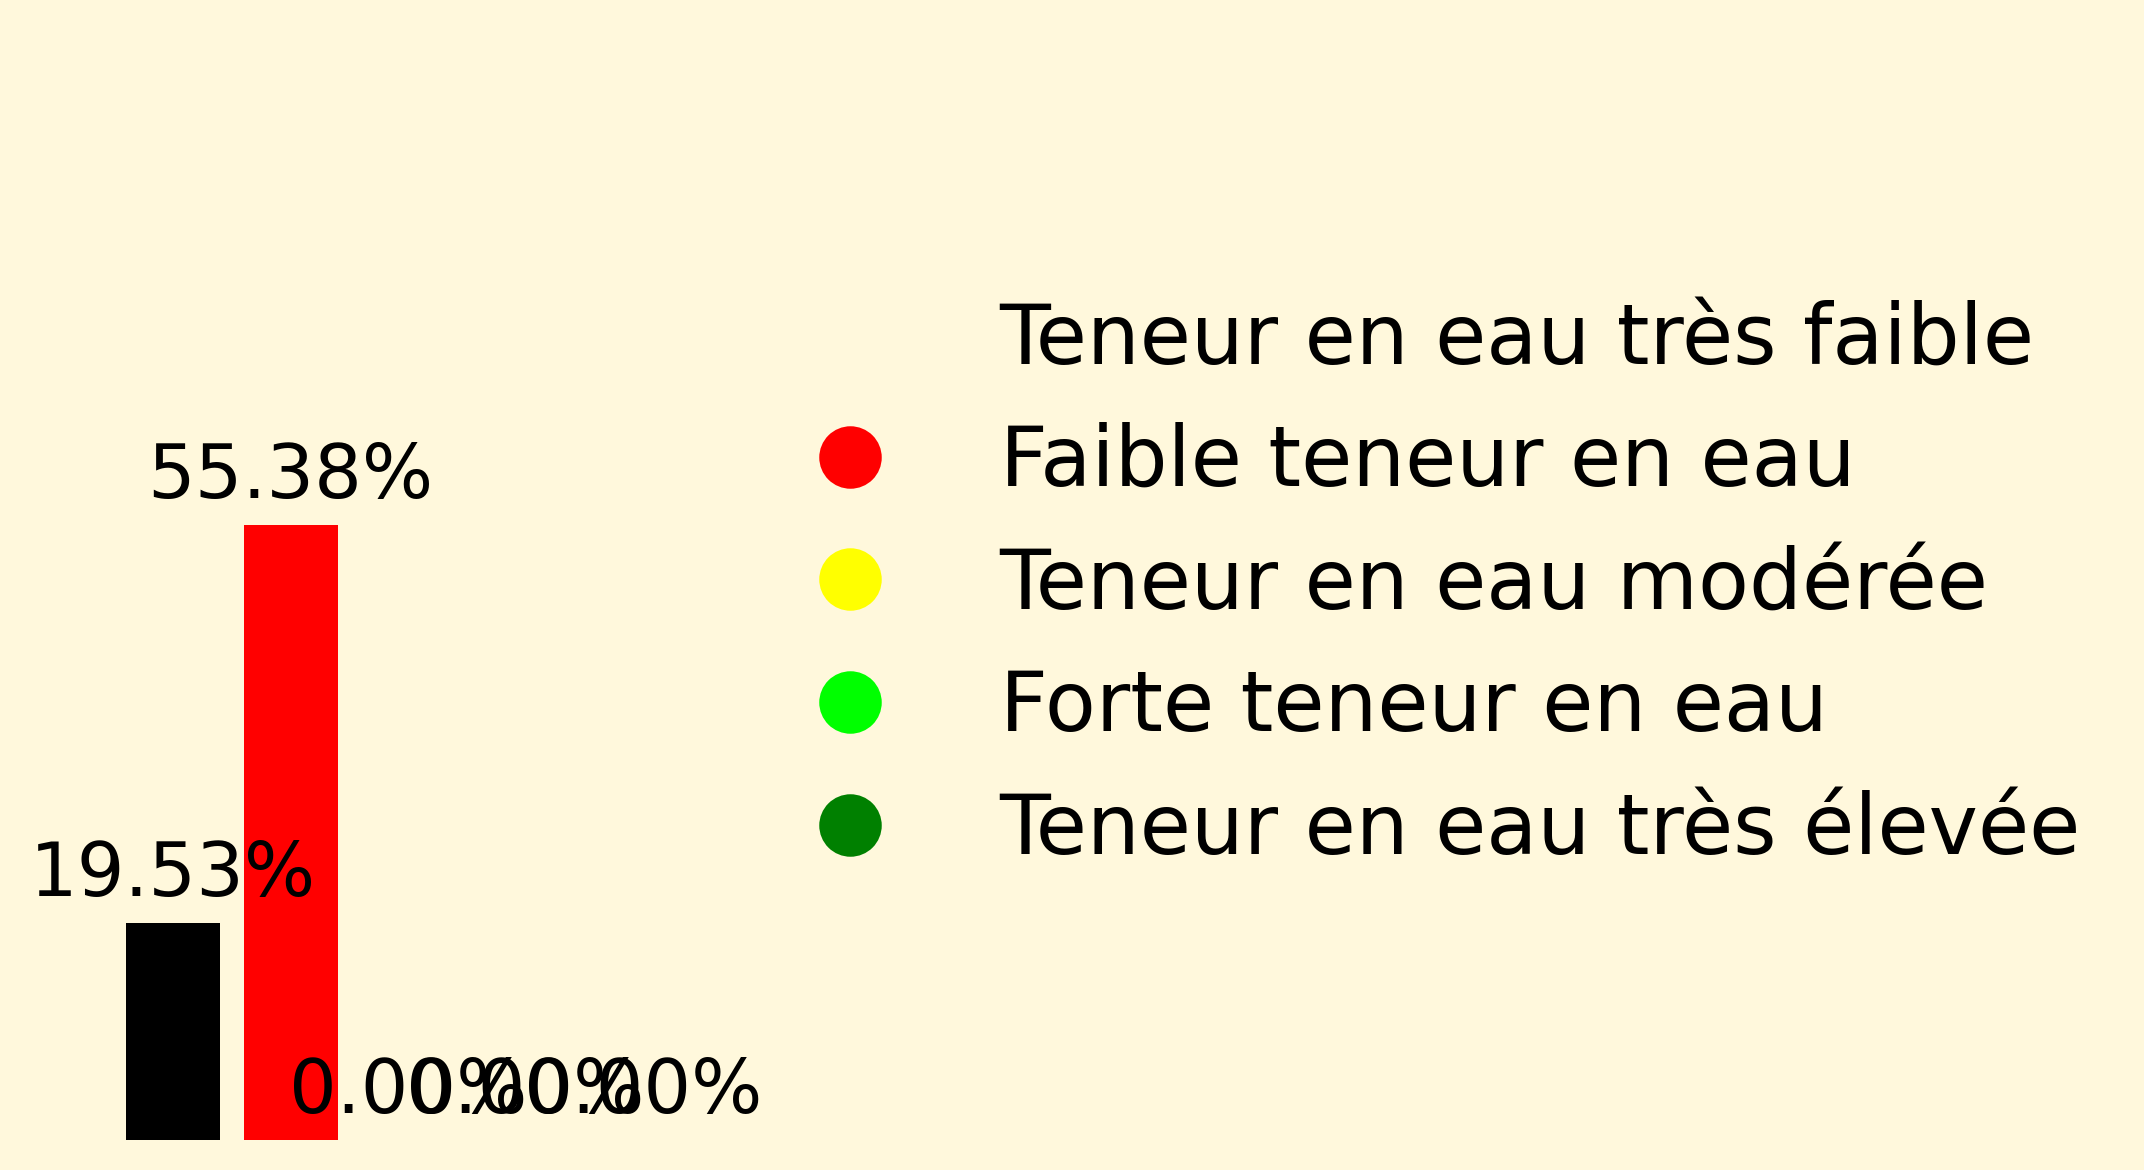 Teneur en eau très faible
55.38%
Faible teneur en eau
Teneur en eau modérée
Forte teneur en eau
19.53%
Teneur en eau très élevée
0.00%
0.00%
0.00%